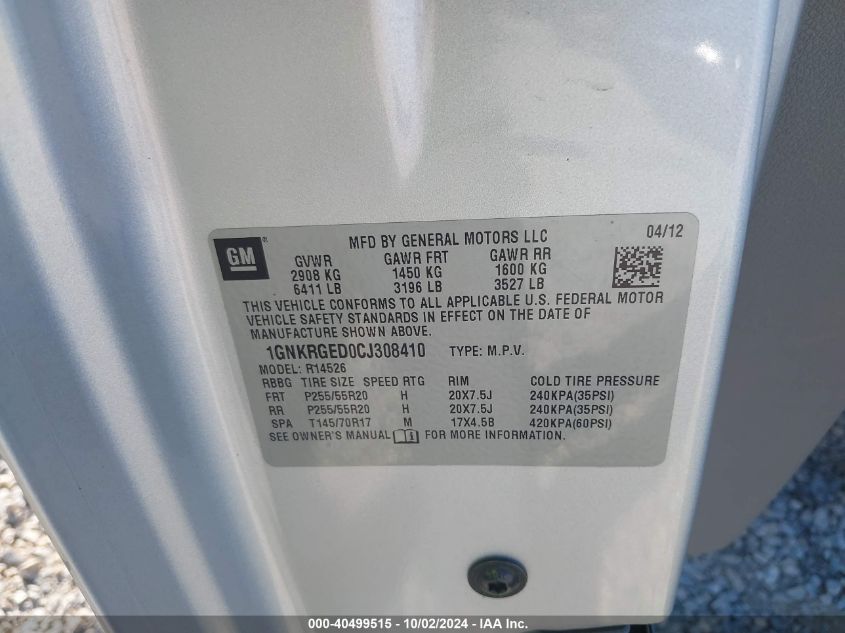 GM
MFD BY GENERAL MOTORS LLC 04/12
GVWR GAWR FRT GAWR RR
2908 KG 1450 KG 1600 KG
6411 LB 3196 LB 3527 LB
THIS VEHICLE CONFORMS TO ALL APPLICABLE U.S. FEDERAL MOTOR
VEHICLE SAFETY STANDARDS IN EFFECT ON THE DATE OF
MANUFACTURE SHOWN ABOVE.
1GNKRGED0CJ308410 TYPE: M.P.V.
MODEL: R14526
RBBG TIRE SIZE SPEED RTG RIM COLD TIRE PRESSURE
FRT P255/55R20 H 20X7.5J 240KPA(35PSI)
RR P255/55R20 H 20X7.5J 240KPA(35PSI)
SPA T145/70R17 M 17X4.5B 420KPA(60PSI)
SEE OWNER'S MANUAL FOR MORE INFORMATION.
000-40499515 - 10/02/2024 - IAA Inc.